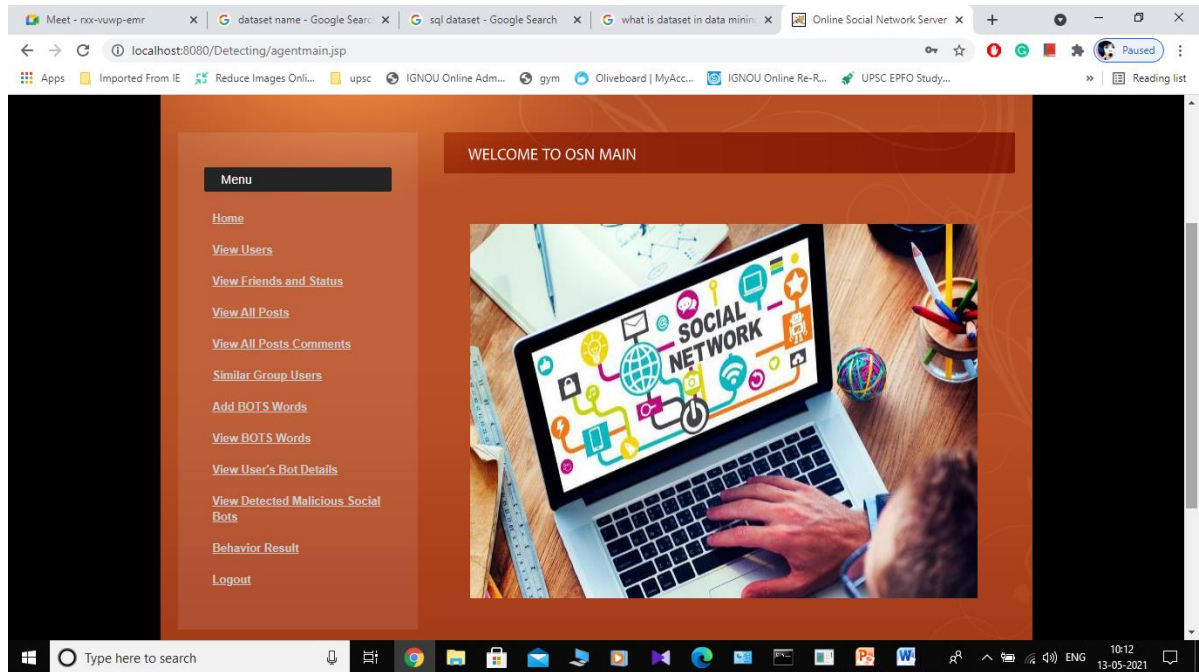 Meet - rxx-vuwp-emr
dataset name - Google Searc
sql dataset - Google Search
what is dataset in data mining
Online Social Network Server
localhost:8080/Detecting/agentmain.jsp
Paused
Apps
Imported From IE
Reduce Images Onli...
upsc
IGNOU Online Adm...
gym
Oliveboard | MyAcc...
IGNOU Online Re-R...
UPSC EPFO Study...
»
Reading list
WELCOME TO OSN MAIN
Menu
Home
View Users
View Friends and Status
View All Posts
View All Posts Comments
Similar Group Users
Add BOTS Words
View BOTS Words
View User's Bot Details
View Detected Malicious Social
Bots
Behavior Result
Logout
SOCIAL
NETWORK
Type here to search
ENG
10:12
13-05-2021